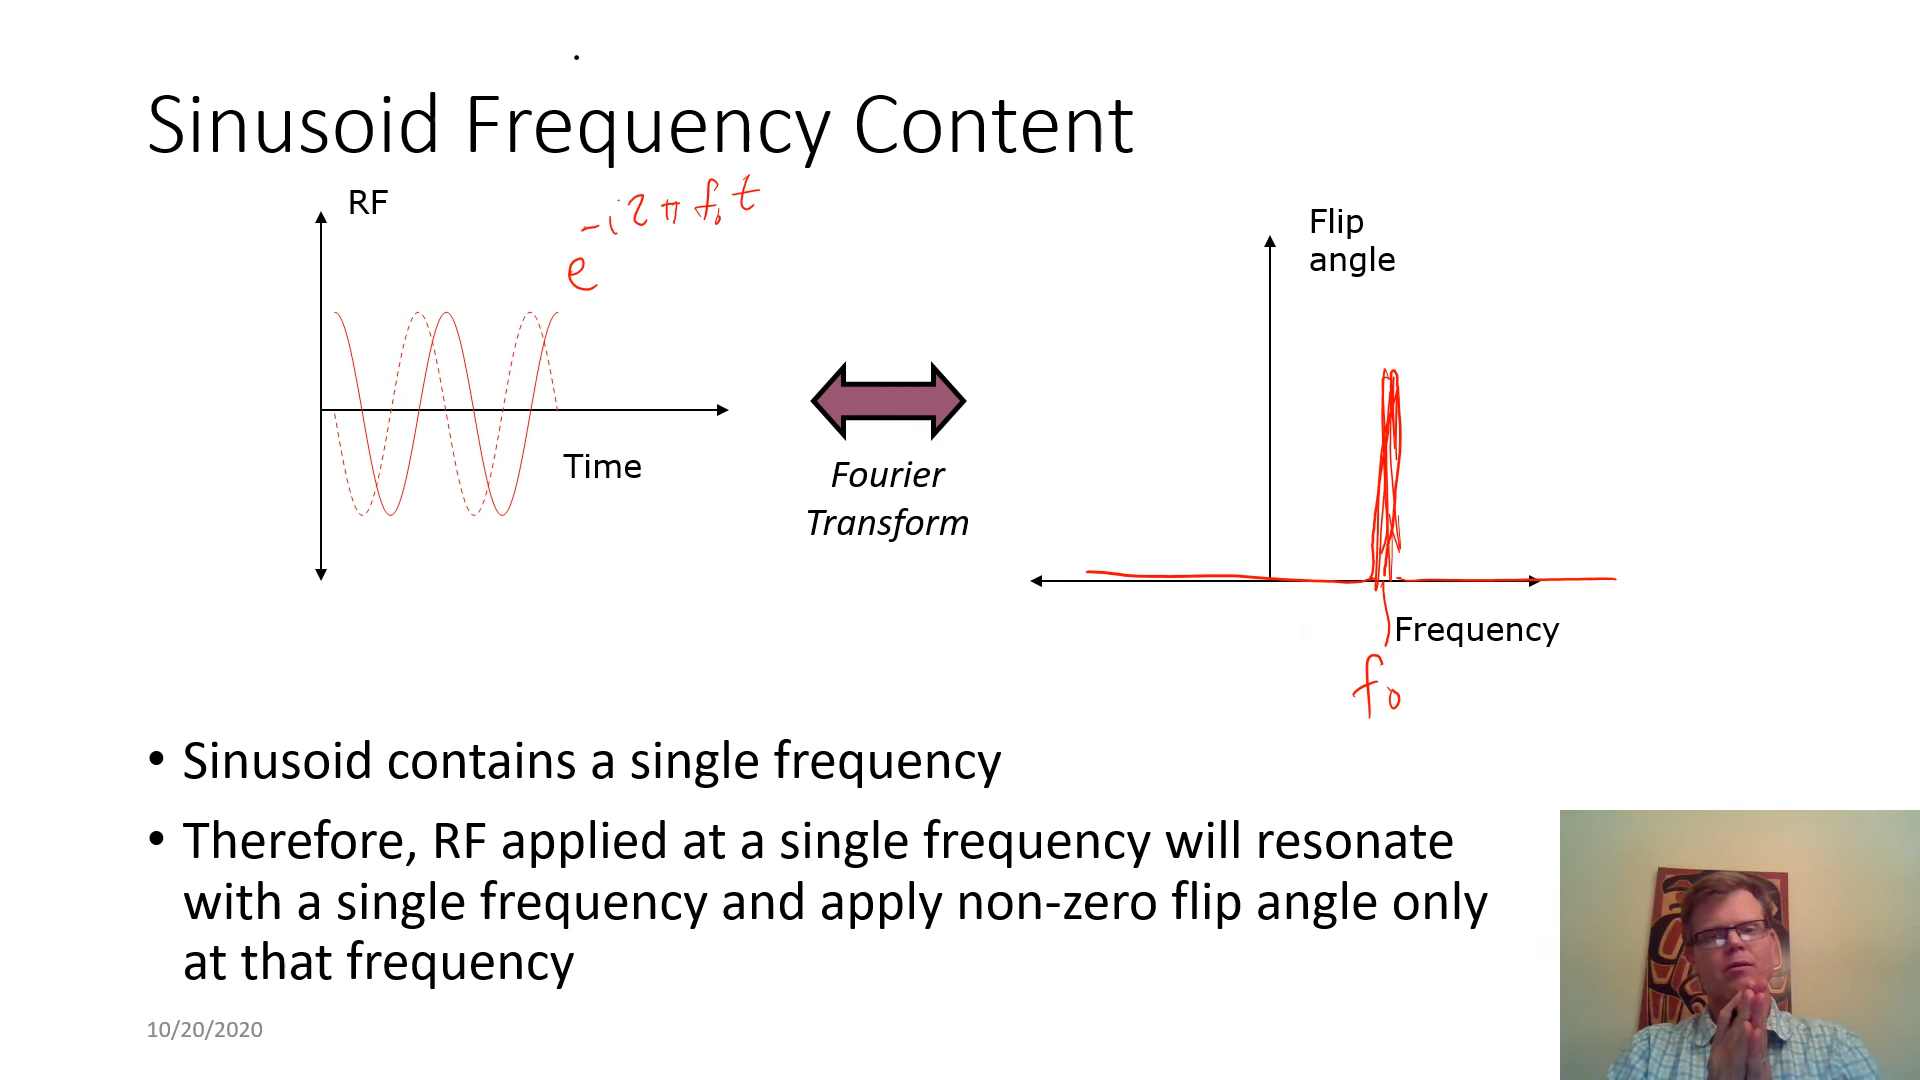 Sinusoid Frequency Content
RF
e^{-i2πf₀t}
Time
Fourier
Transform
Flip
angle
Frequency
f₀
• Sinusoid contains a single frequency
• Therefore, RF applied at a single frequency will resonate
with a single frequency and apply non-zero flip angle only
at that frequency
10/20/2020